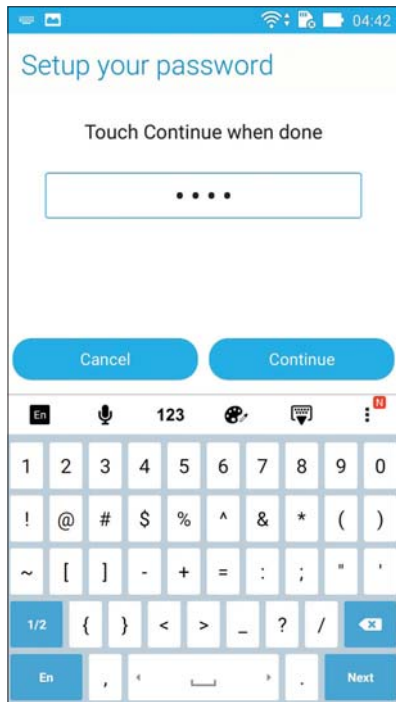 04:42
Setup your password
Touch Continue when done
••••
Cancel Continue
En 123 N
1 2 3 4 5 6 7 8 9 0
! @ # $ % ^ & * ( )
~ [ ] - + = : ; " '
1/2 { } < > _ ? /
En , . Next